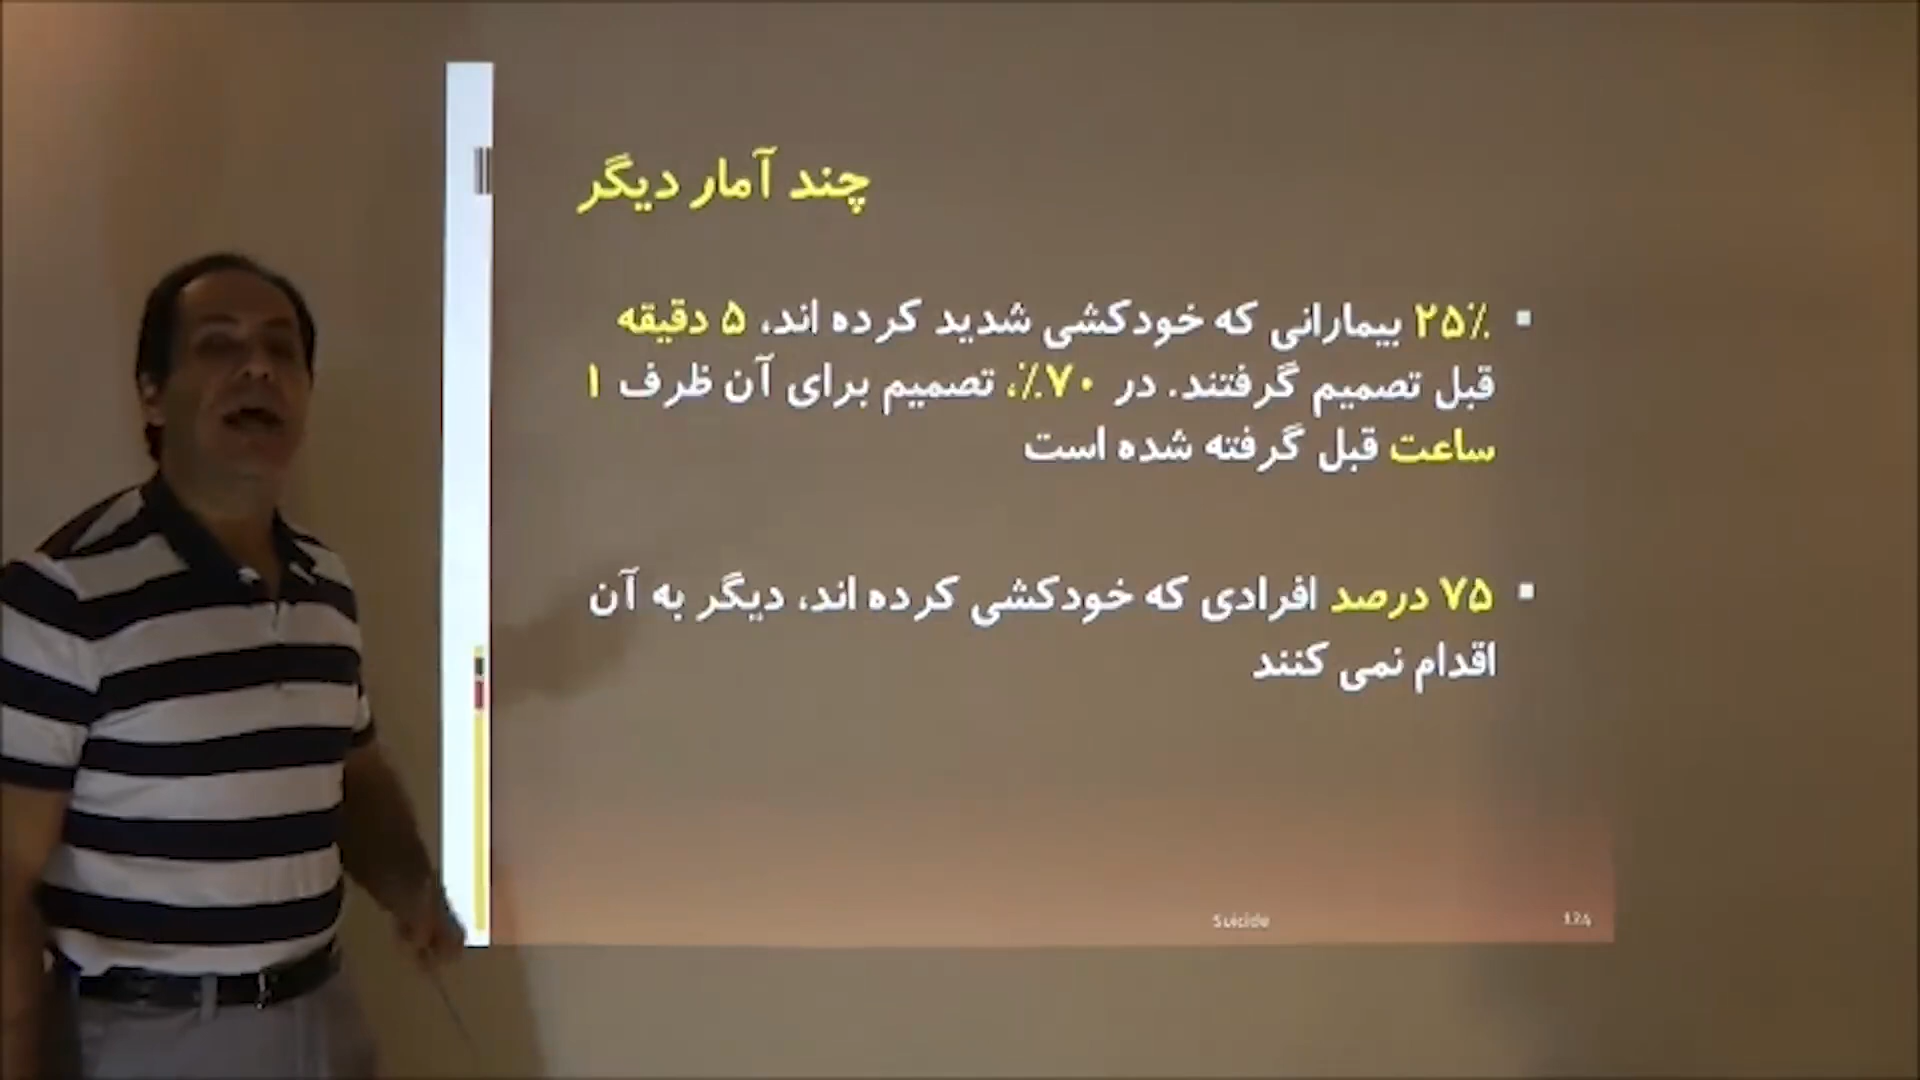 چند آمار دیگر
٪۲۵ بیمارانی که خودکشی شدید کرده اند، ۵ دقیقه
قبل تصمیم گرفتند. در ۷۰٪، تصمیم برای آن ظرف ۱
ساعت قبل گرفته شده است
۷۵ درصد افرادی که خودکشی کرده اند، دیگر به آن
اقدام نمی کنند
Suicide